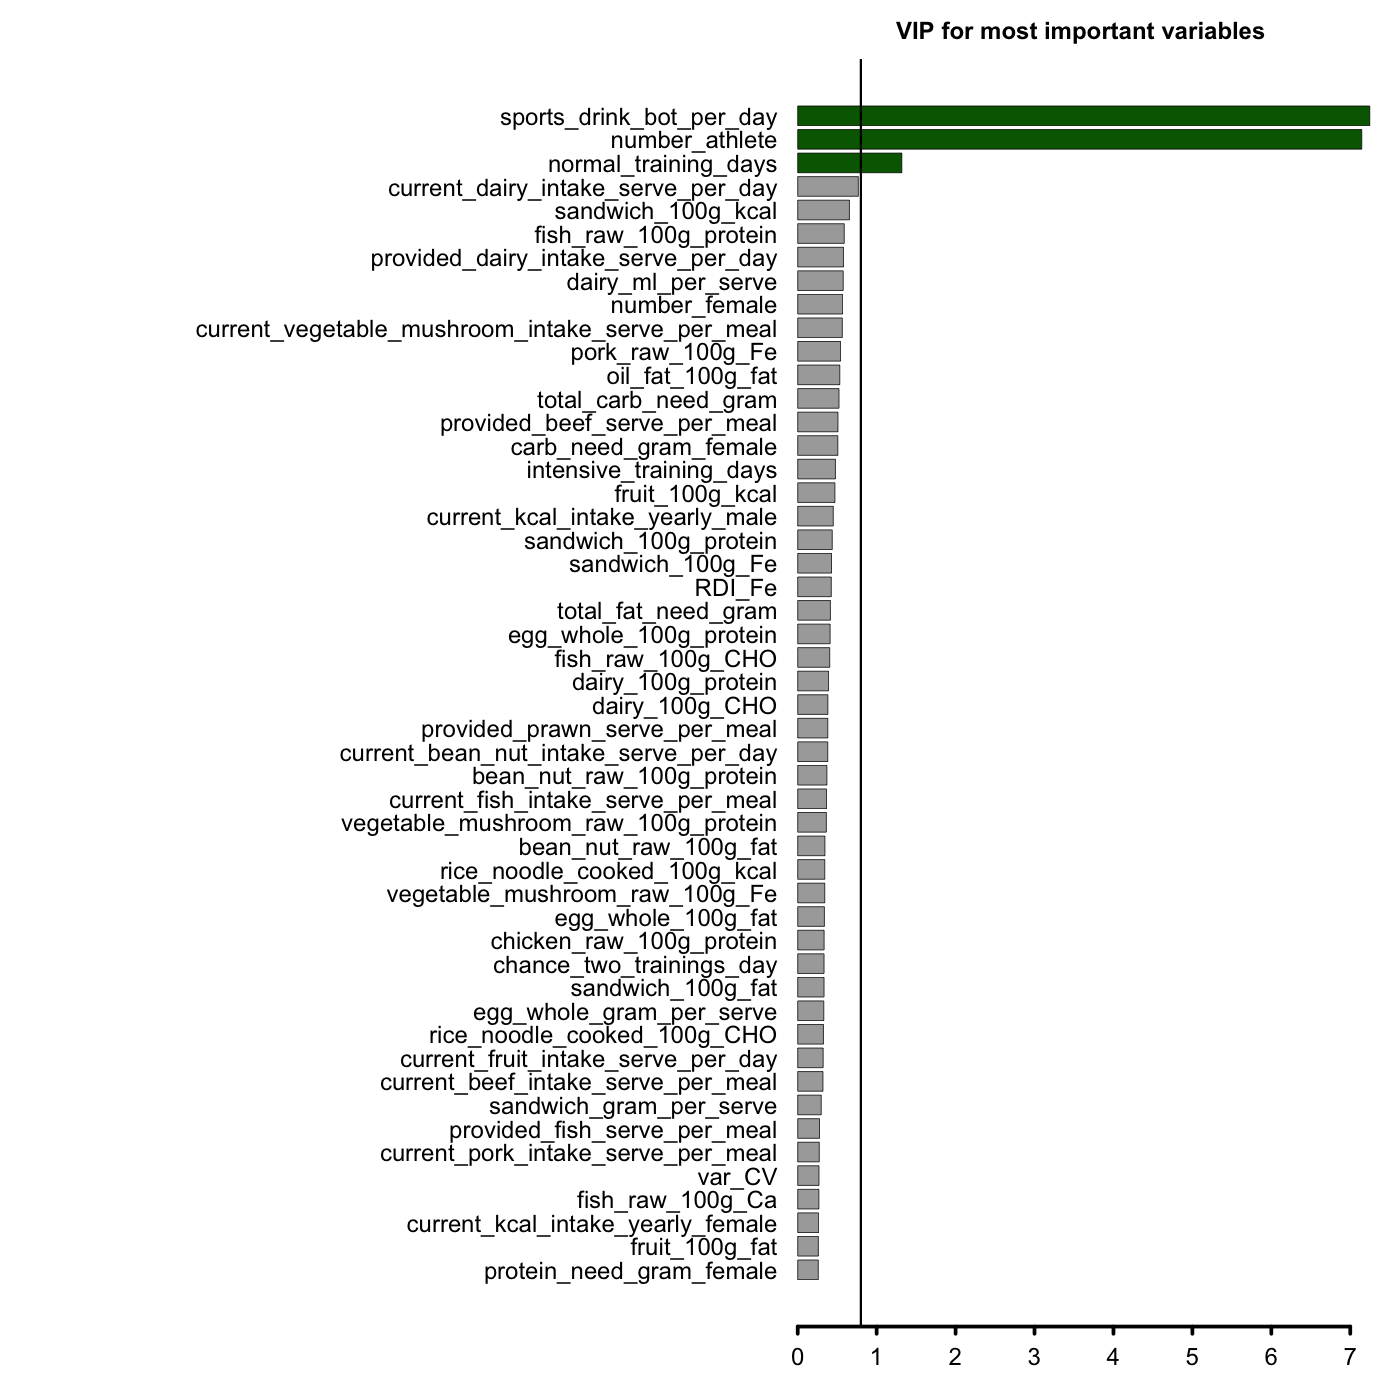 VIP for most important variables
sports_drink_bot_per_day
number_athlete
normal_training_days
current_dairy_intake_serve_per_day
sandwich_100g_kcal
fish_raw_100g_protein
provided_dairy_intake_serve_per_day
dairy_ml_per_serve
number_female
current_vegetable_mushroom_intake_serve_per_meal
pork_raw_100g_Fe
oil_fat_100g_fat
total_carb_need_gram
provided_beef_serve_per_meal
carb_need_gram_female
intensive_training_days
fruit_100g_kcal
current_kcal_intake_yearly_male
sandwich_100g_protein
sandwich_100g_Fe
RDI_Fe
total_fat_need_gram
egg_whole_100g_protein
fish_raw_100g_CHO
dairy_100g_protein
dairy_100g_CHO
provided_prawn_serve_per_meal
current_bean_nut_intake_serve_per_day
bean_nut_raw_100g_protein
current_fish_intake_serve_per_meal
vegetable_mushroom_raw_100g_protein
bean_nut_raw_100g_fat
rice_noodle_cooked_100g_kcal
vegetable_mushroom_raw_100g_Fe
egg_whole_100g_fat
chicken_raw_100g_protein
chance_two_trainings_day
sandwich_100g_fat
egg_whole_gram_per_serve
rice_noodle_cooked_100g_CHO
current_fruit_intake_serve_per_day
current_beef_intake_serve_per_meal
sandwich_gram_per_serve
provided_fish_serve_per_meal
current_pork_intake_serve_per_meal
var_CV
fish_raw_100g_Ca
current_kcal_intake_yearly_female
fruit_100g_fat
protein_need_gram_female
0 1 2 3 4 5 6 7